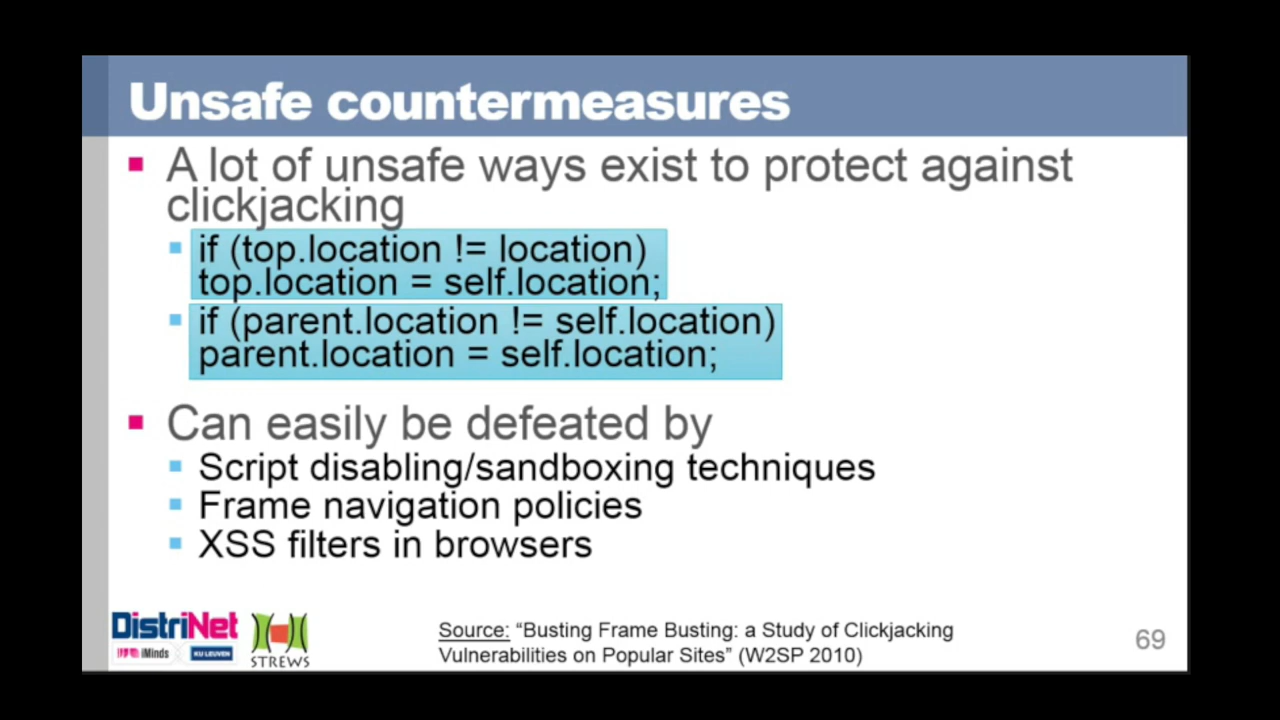 Unsafe countermeasures
A lot of unsafe ways exist to protect against
clickjacking
if (top.location != location)
top.location = self.location;
if (parent.location != self.location)
parent.location = self.location;
Can easily be defeated by
Script disabling/sandboxing techniques
Frame navigation policies
XSS filters in browsers
DistriNet
iMinds
KU LEUVEN
STREWS
Source: “Busting Frame Busting: a Study of Clickjacking
Vulnerabilities on Popular Sites” (W2SP 2010)
69